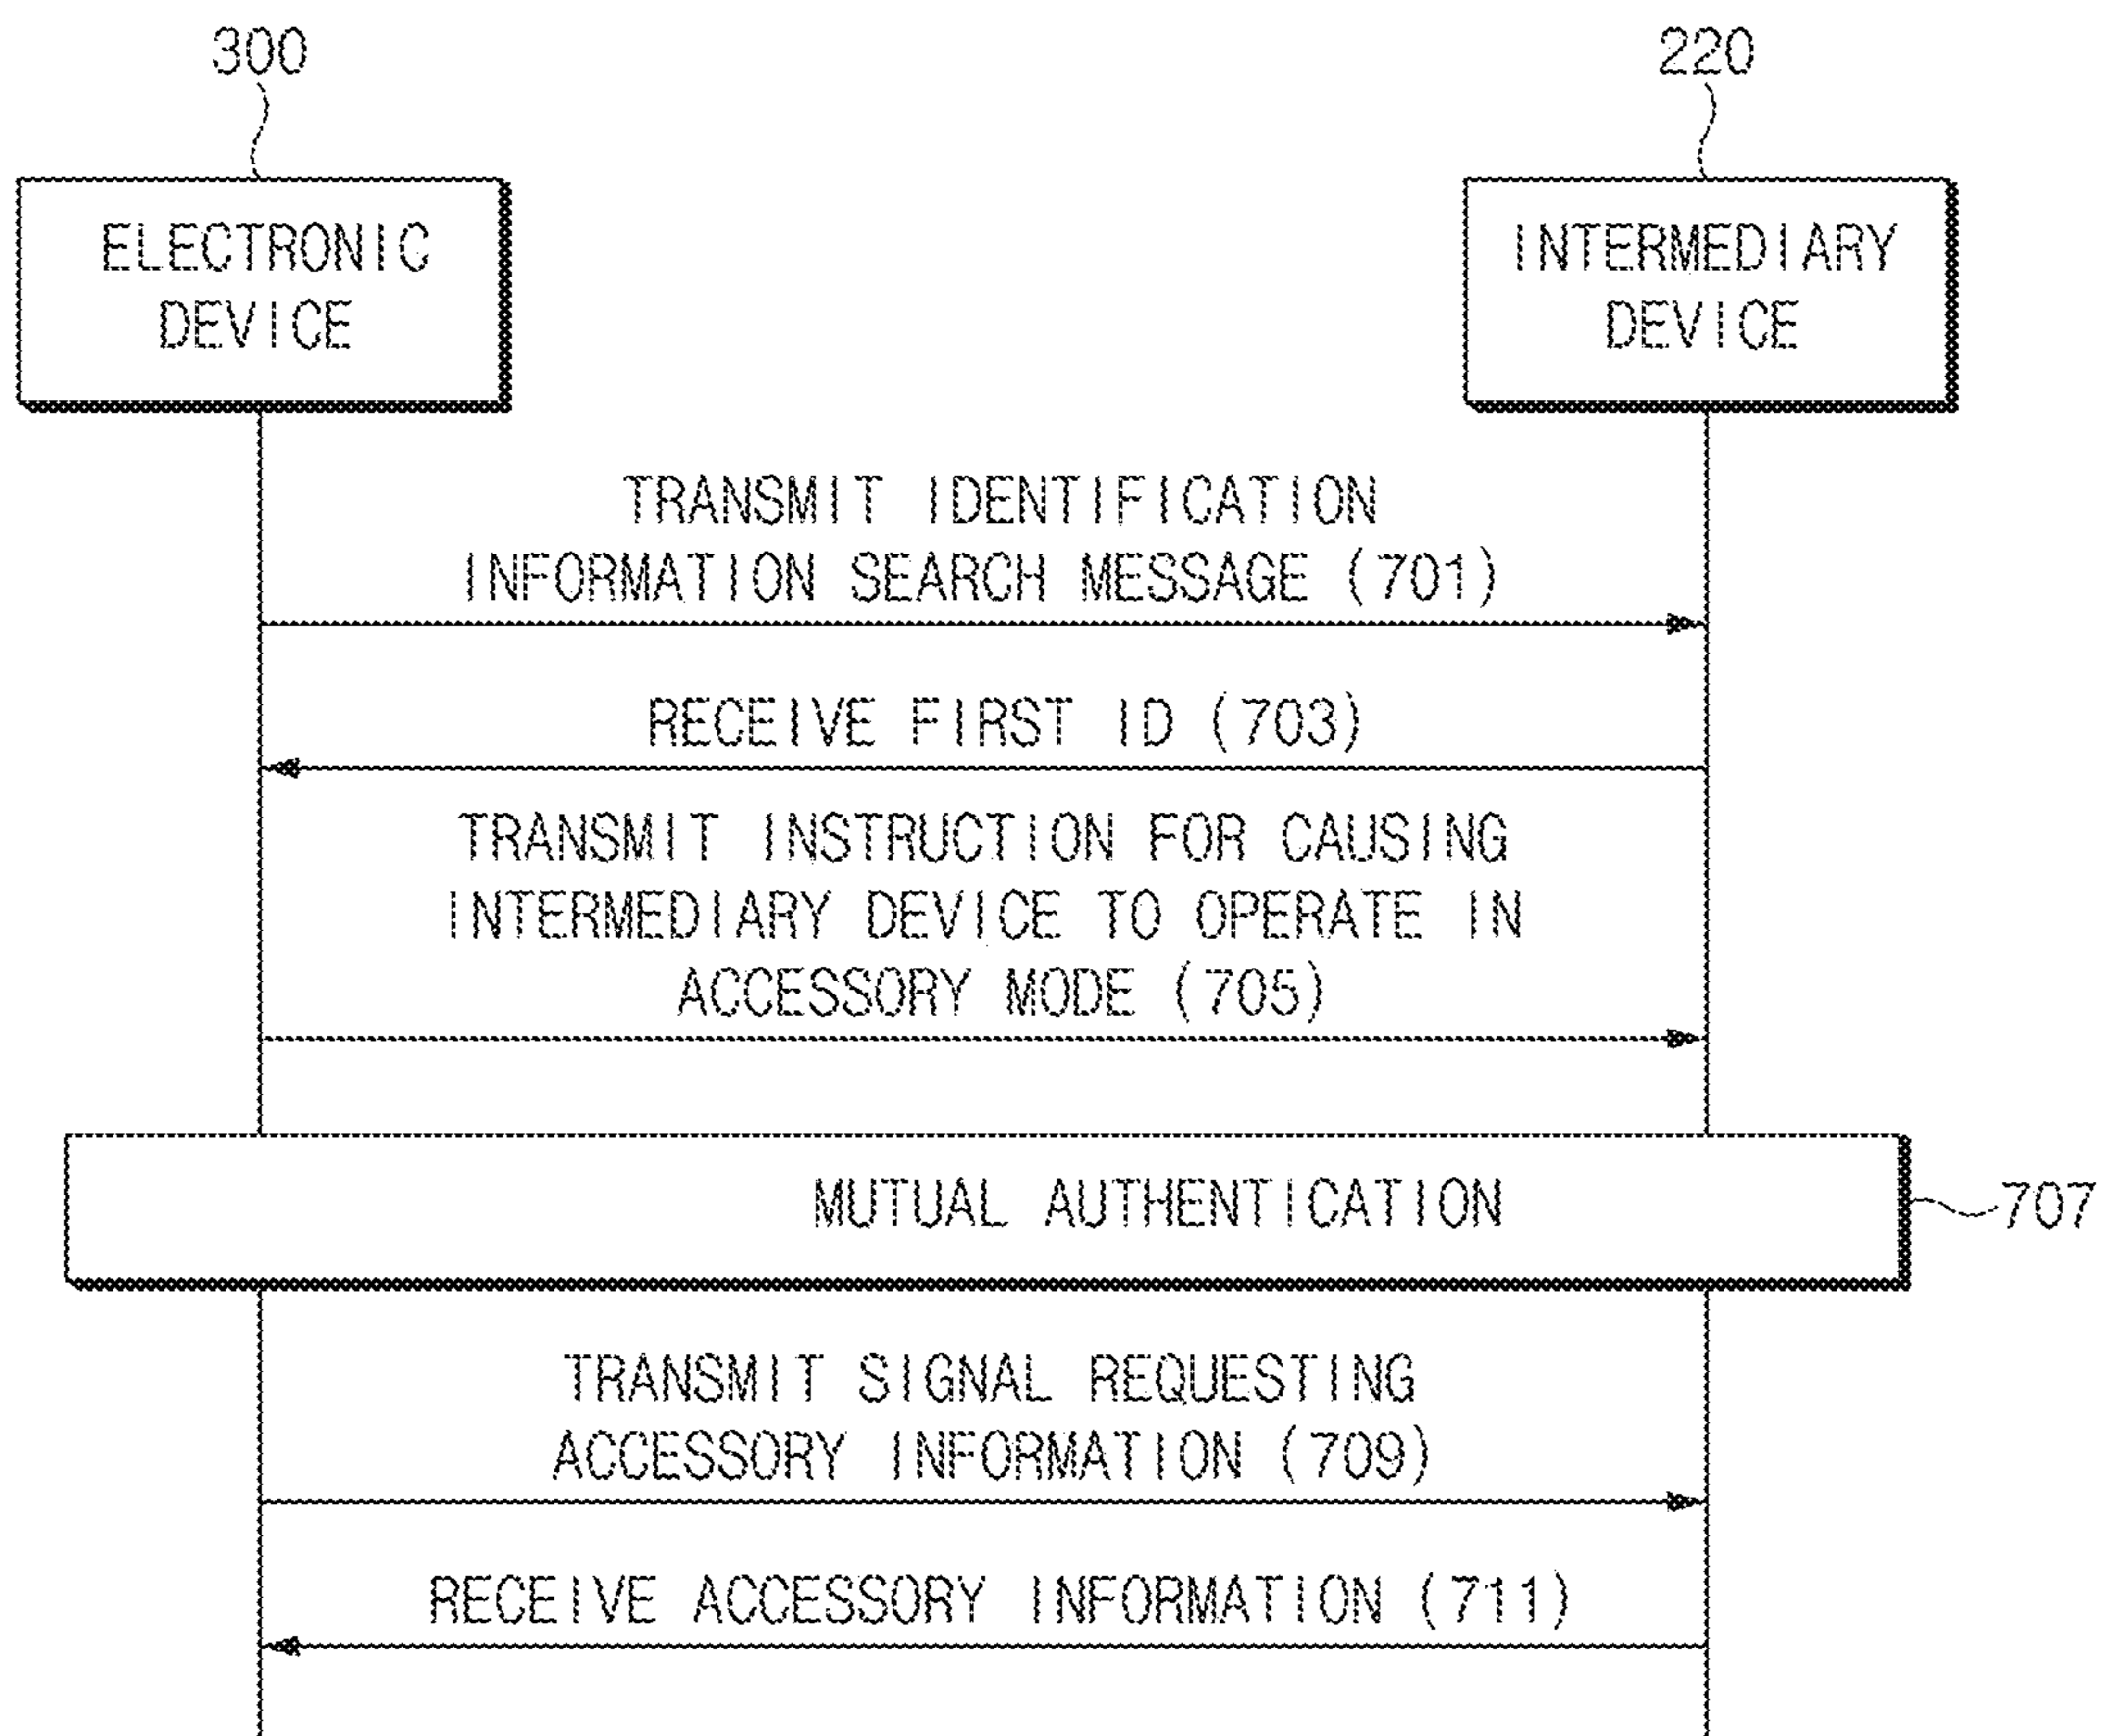 300
220
ELECTRONIC
DEVICE
INTERMEDIARY
DEVICE
TRANSMIT IDENTIFICATION
INFORMATION SEARCH MESSAGE (701)
RECEIVE FIRST ID (703)
TRANSMIT INSTRUCTION FOR CAUSING
INTERMEDIARY DEVICE TO OPERATE IN
ACCESSORY MODE (705)
MUTUAL AUTHENTICATION
707
TRANSMIT SIGNAL REQUESTING
ACCESSORY INFORMATION (709)
RECEIVE ACCESSORY INFORMATION (711)